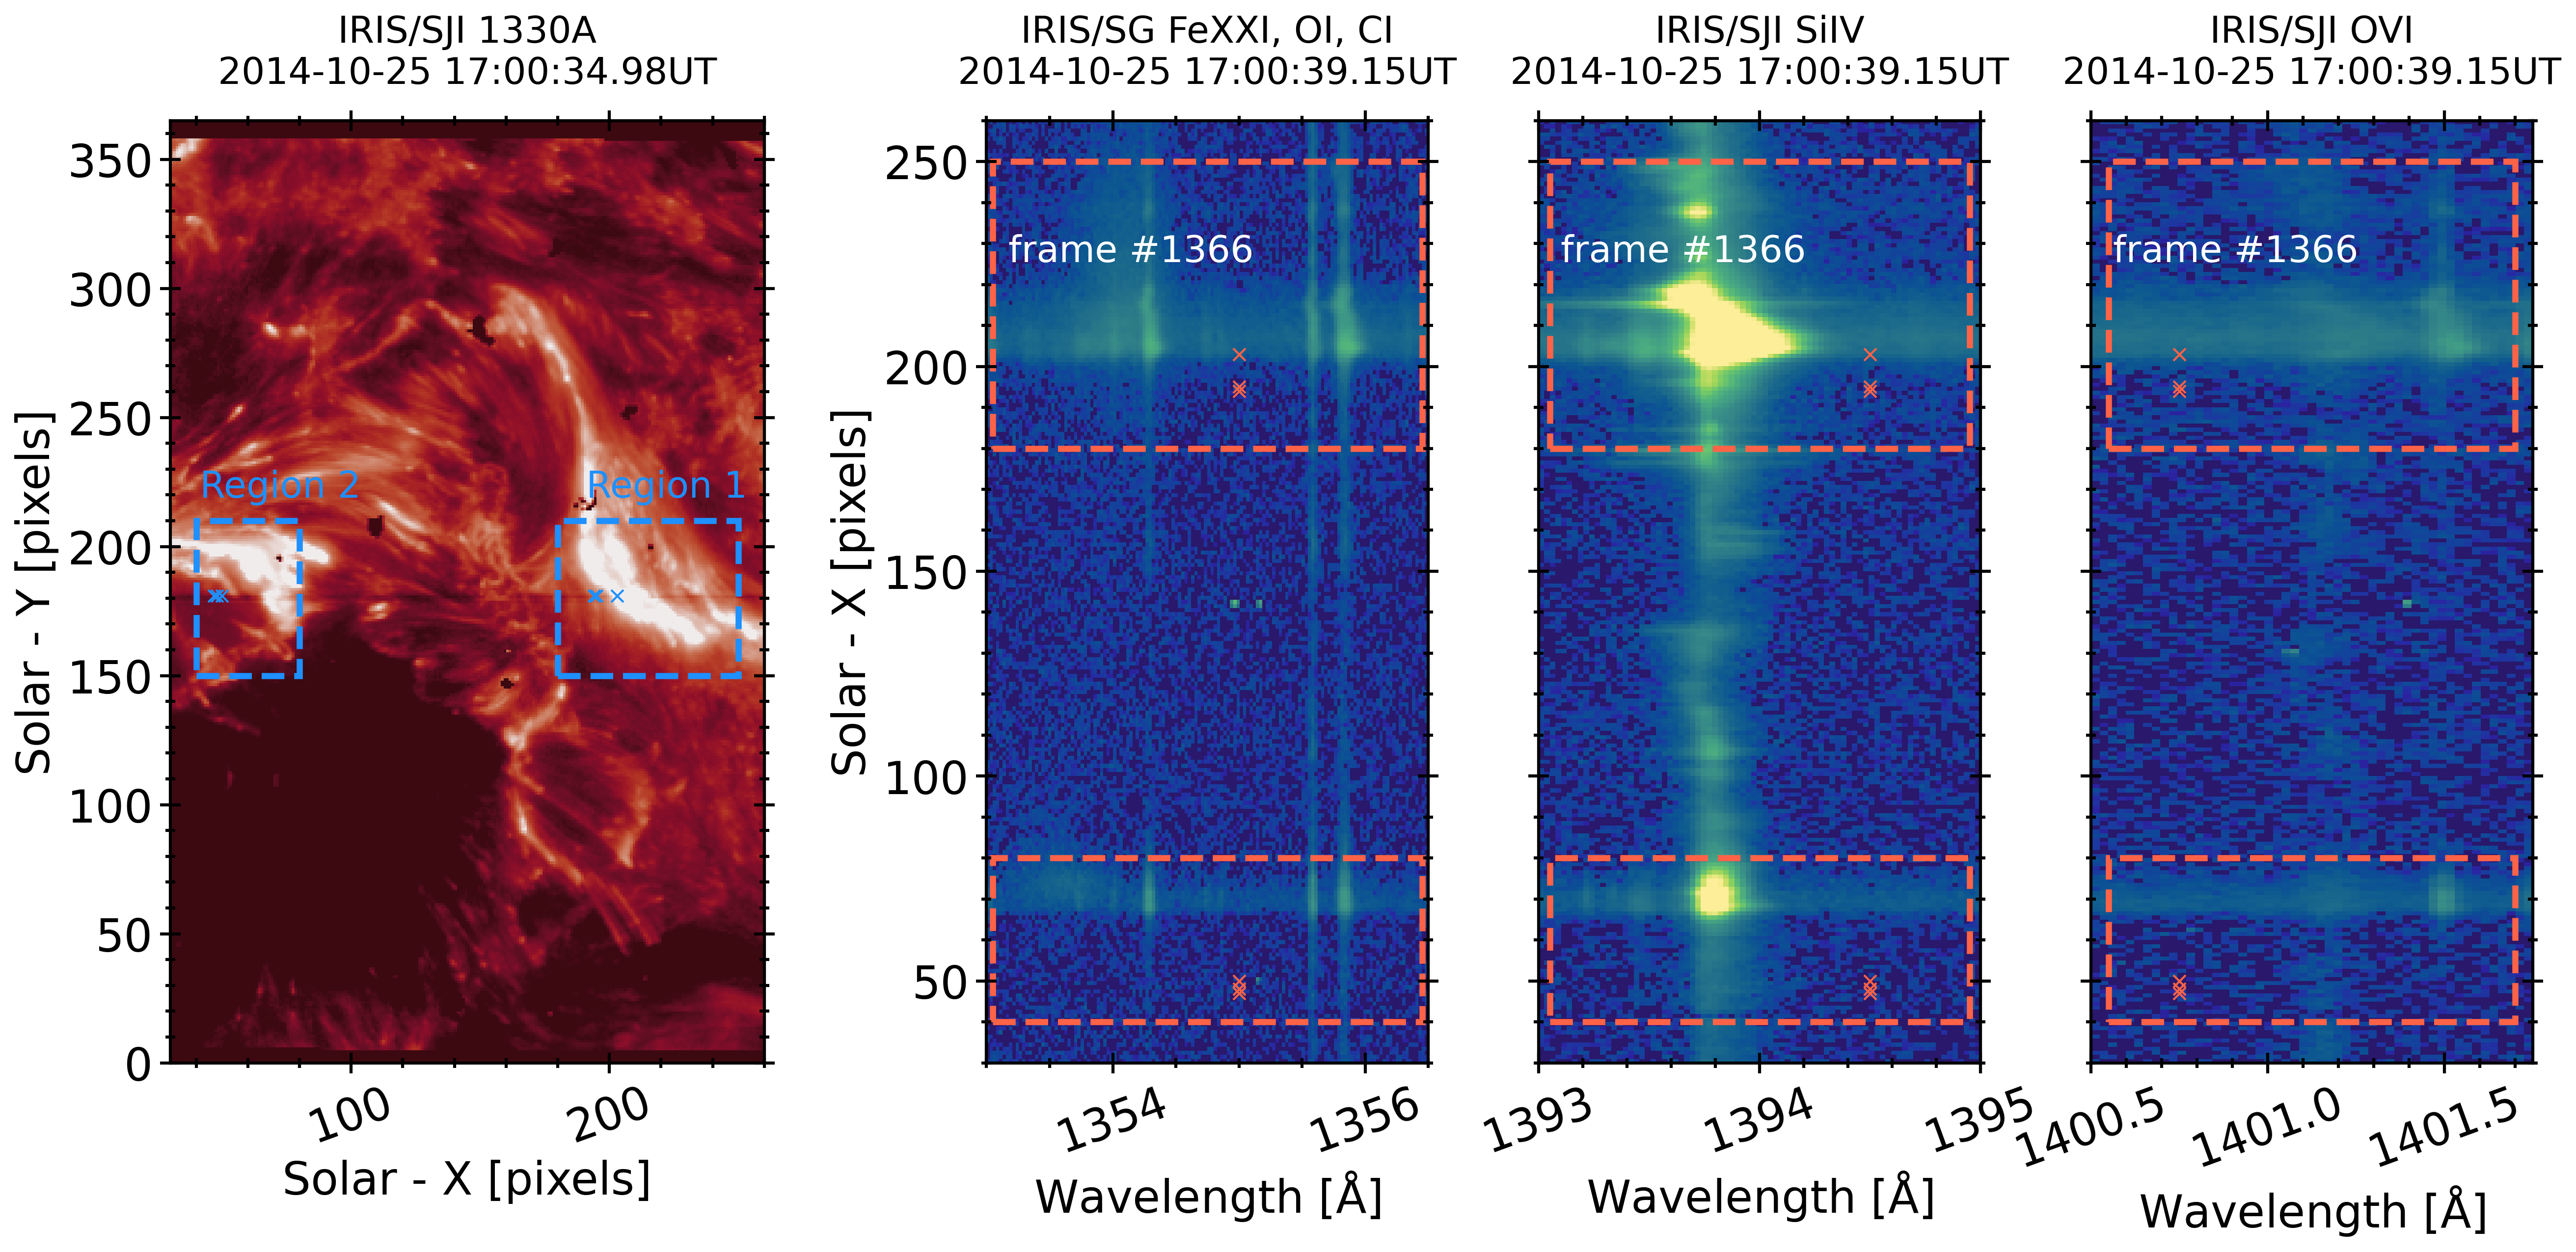 IRIS/SJI 1330A
2014-10-25 17:00:34.98UT
IRIS/SG FeXXI, OI, CI
2014-10-25 17:00:39.15UT
IRIS/SJI SiIV
2014-10-25 17:00:39.15UT
IRIS/SJI OVI
2014-10-25 17:00:39.15UT
Solar - Y [pixels]
350
300
250
200
150
100
50
0
Region 2
Region 1
100
200
Solar - X [pixels]
Solar - X [pixels]
250
200
150
100
50
frame #1366
1354
1356
Wavelength [Å]
frame #1366
1393
1394
1395
Wavelength [Å]
frame #1366
1400.5
1401.0
1401.5
Wavelength [Å]